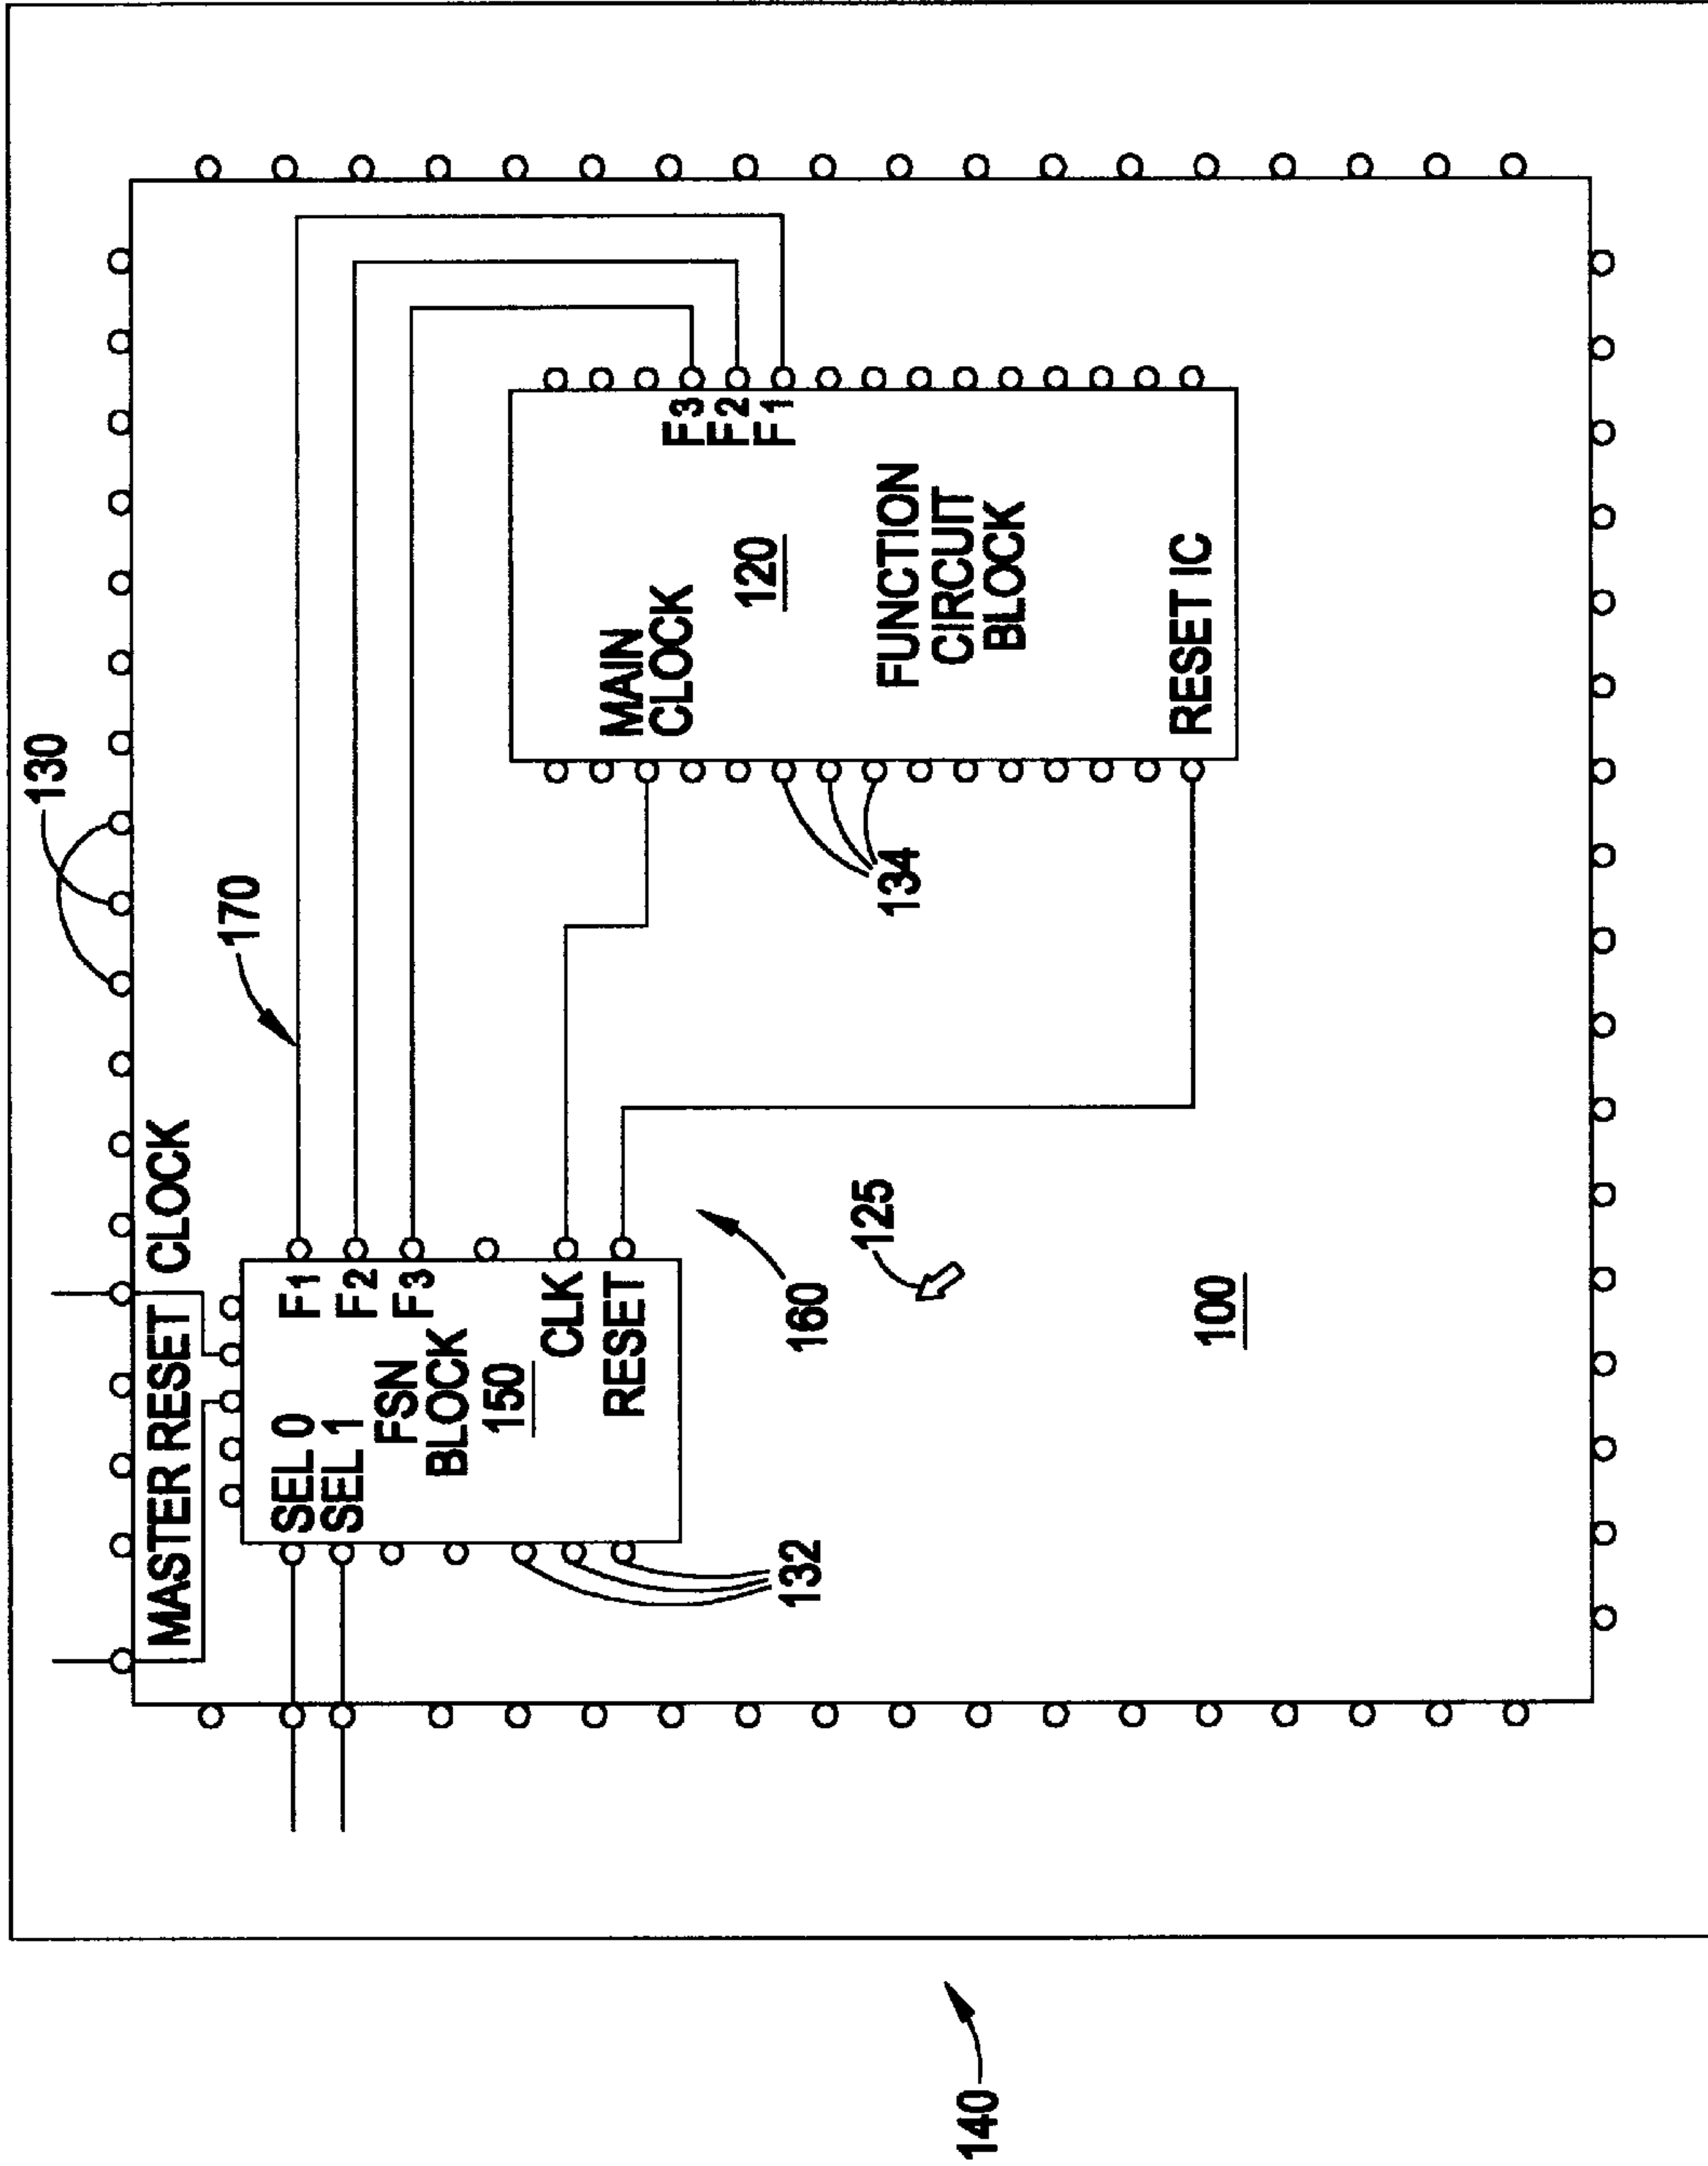 140
MASTER RESET
CLOCK
130
170
SEL 0
SEL 1
F1
F2
F3
FSN
BLOCK
150
CLK
RESET
132
160
125
100
MAIN
CLOCK
120
F3
F2
F1
FUNCTION
CIRCUIT
BLOCK
RESET IC
134